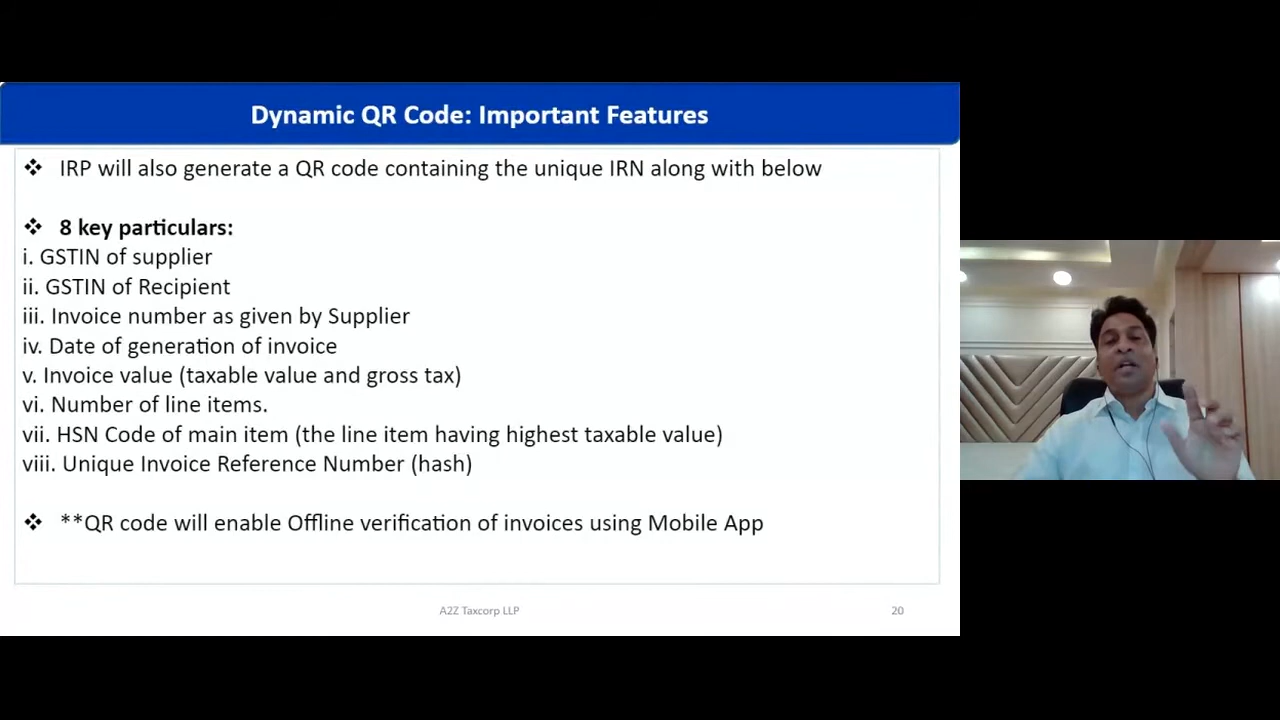 Dynamic QR Code: Important Features
❖ IRP will also generate a QR code containing the unique IRN along with below
❖ 8 key particulars:
i. GSTIN of supplier
ii. GSTIN of Recipient
iii. Invoice number as given by Supplier
iv. Date of generation of invoice
v. Invoice value (taxable value and gross tax)
vi. Number of line items.
vii. HSN Code of main item (the line item having highest taxable value)
viii. Unique Invoice Reference Number (hash)
❖ **QR code will enable Offline verification of invoices using Mobile App
A2Z Taxcorp LLP
20